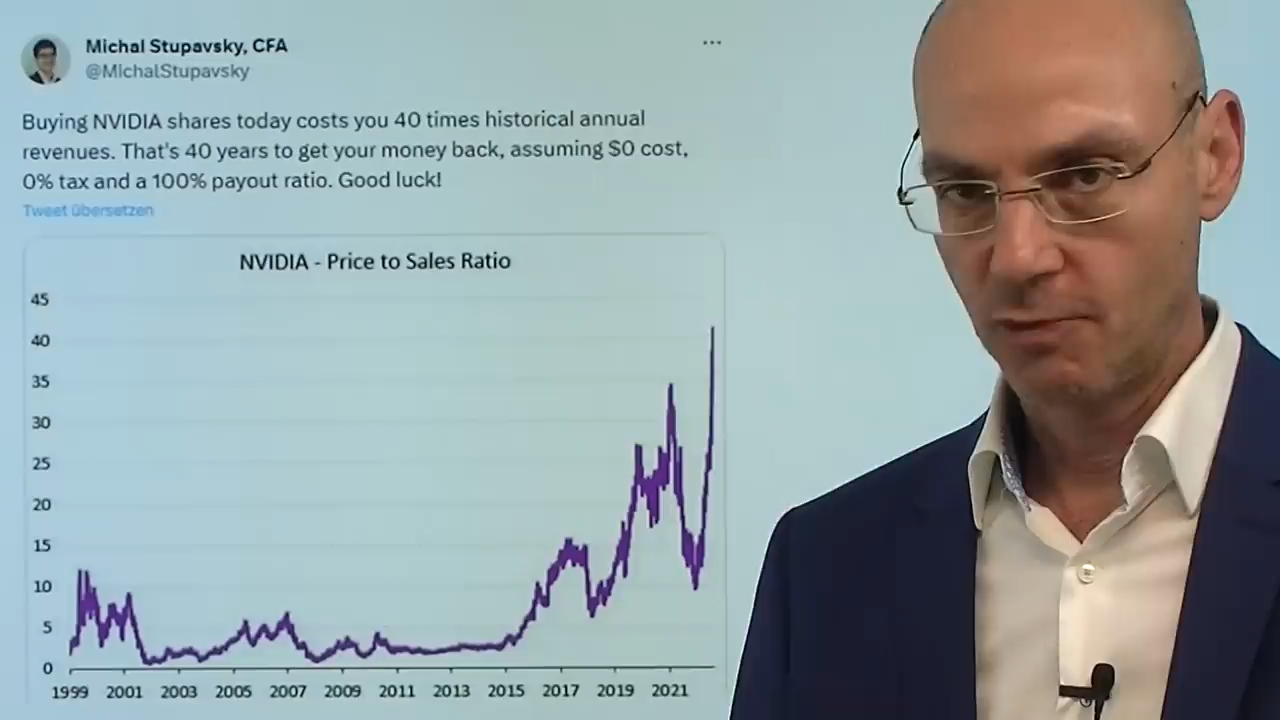 Michal Stupavsky, CFA
@MichalStupavsky
...
Buying NVIDIA shares today costs you 40 times historical annual
revenues. That's 40 years to get your money back, assuming $0 cost,
0% tax and a 100% payout ratio. Good luck!
Tweet übersetzen
NVIDIA - Price to Sales Ratio
45
40
35
30
25
20
15
10
5
0
1999 2001 2003 2005 2007 2009 2011 2013 2015 2017 2019 2021